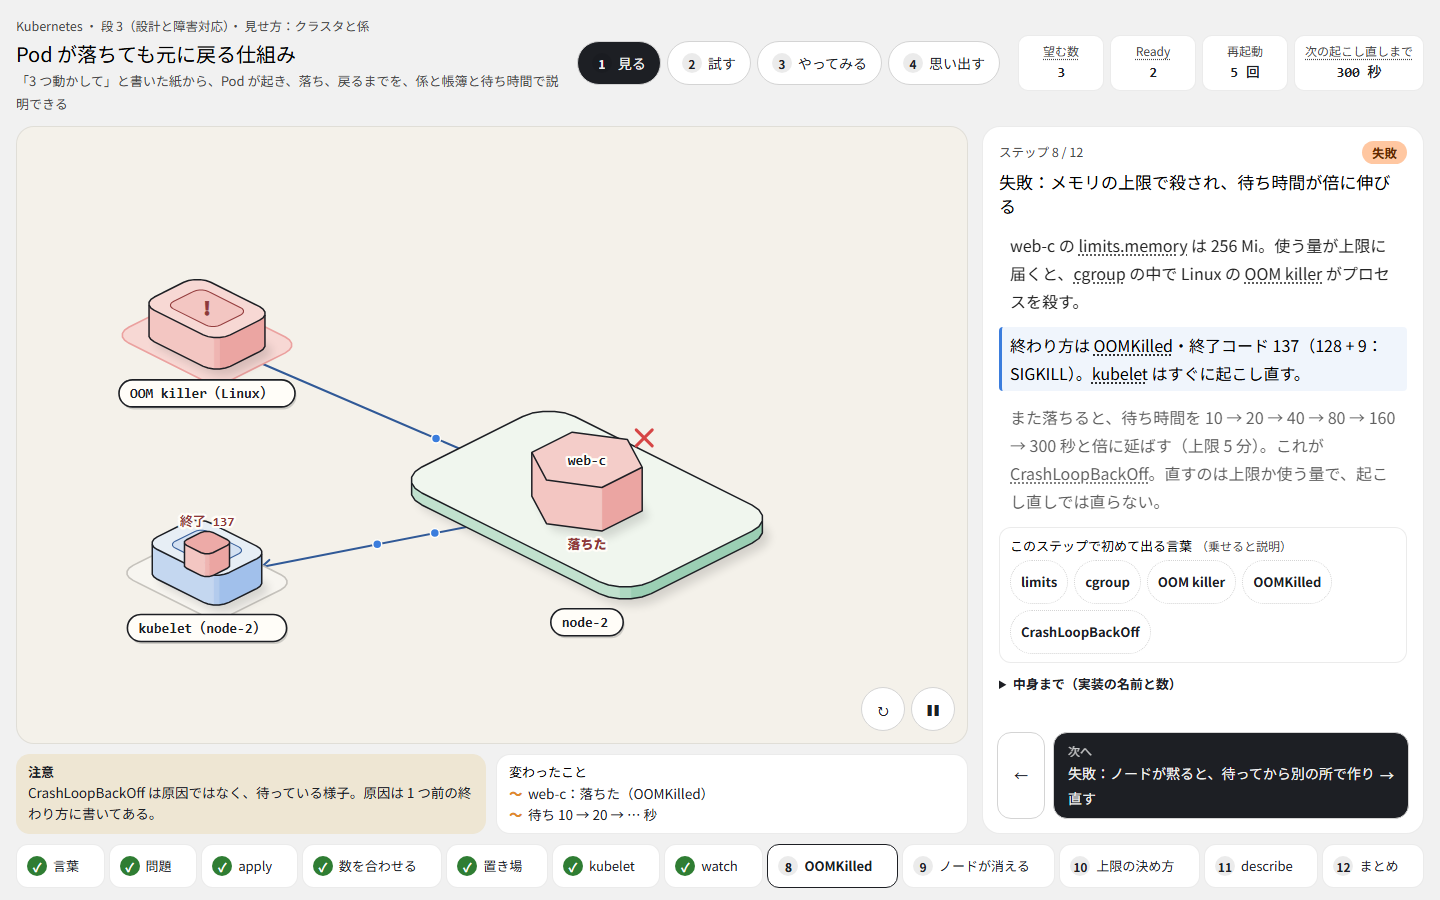 Kubernetes ・ 段 3（設計と障害対応）・ 見せ方：クラスタと係
Pod が落ちても元に戻る仕組み
「3 つ動かして」と書いた紙から、Pod が起き、落ち、戻るまでを、係と帳簿と待ち時間で説
明できる
1 見る
2 試す
3 やってみる
4 思い出す
望む数
3
Ready
2
再起動
5 回
次の起こし直しまで
300 秒
!
OOM killer（Linux）
web-c
落ちた
終了 137
kubelet（node-2）
node-2
↻
ステップ 8 / 12
失敗
失敗：メモリの上限で殺され、待ち時間が倍に伸び
る
web-c の limits.memory は 256 Mi。使う量が上限に
届くと、cgroup の中で Linux の OOM killer がプロセ
スを殺す。
終わり方は OOMKilled・終了コード 137（128 + 9：
SIGKILL）。kubelet はすぐに起こし直す。
また落ちると、待ち時間を 10 → 20 → 40 → 80 → 160
→ 300 秒と倍に延ばす（上限 5 分）。これが
CrashLoopBackOff。直すのは上限か使う量で、起こ
し直しでは直らない。
このステップで初めて出る言葉 （乗せると説明）
limits
cgroup
OOM killer
OOMKilled
CrashLoopBackOff
▶ 中身まで（実装の名前と数）
←
次へ
失敗：ノードが黙ると、待ってから別の所で作り →
直す
注意
CrashLoopBackOff は原因ではなく、待っている様子。原因は 1 つ前の終
わり方に書いてある。
変わったこと
〜 web-c：落ちた（OOMKilled）
〜 待ち 10 → 20 → … 秒
✓ 言葉
✓ 問題
✓ apply
✓ 数を合わせる
✓ 置き場
✓ kubelet
✓ watch
8 OOMKilled
9 ノードが消える
10 上限の決め方
11 describe
12 まとめ